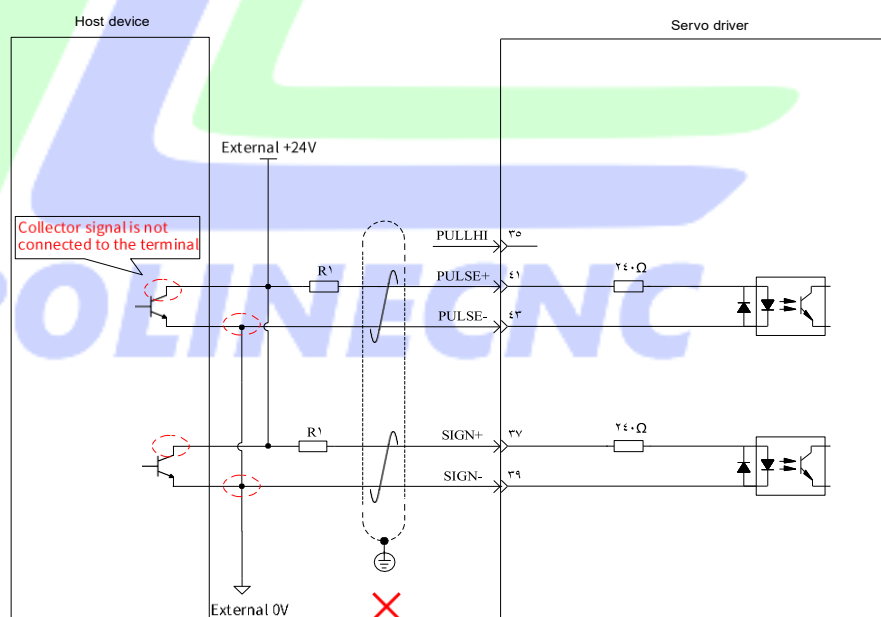 Host device
Servo driver
External +24V
Collector signal is not
connected to the terminal
PULLHI
٣٥
R١
PULSE+
٤١
٢٤٠Ω
PULSE-
٤٣
R١
SIGN+
٣٧
٢٤٠Ω
SIGN-
٣٩
External 0V
OLINECNC